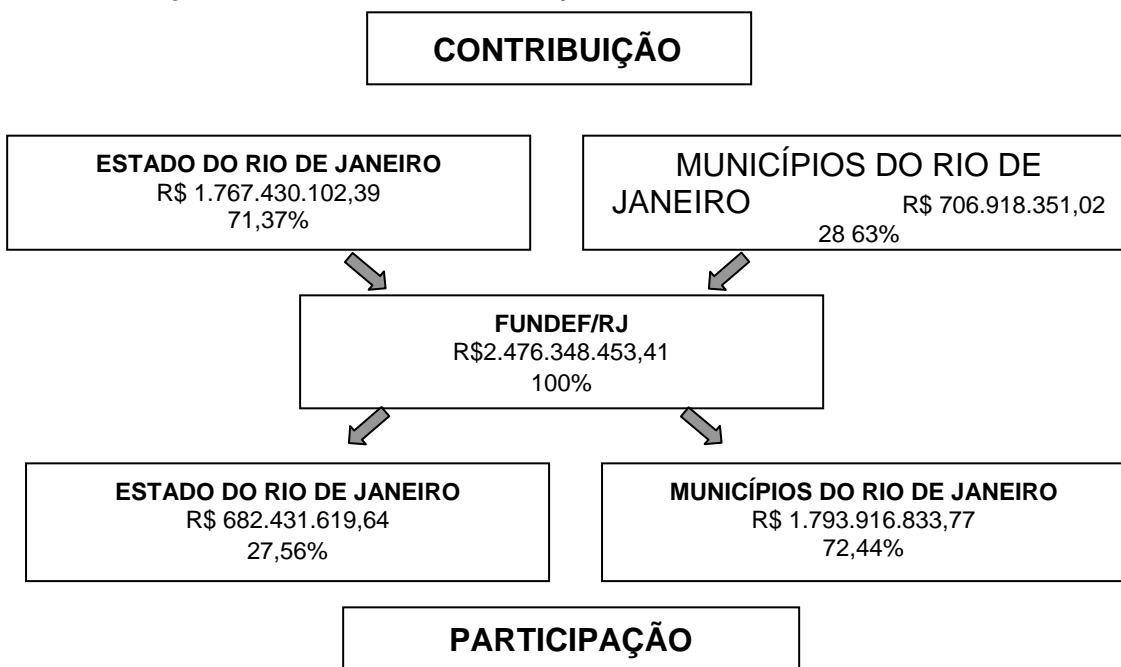 CONTRIBUIÇÃO
ESTADO DO RIO DE JANEIRO
R$ 1.767.430.102,39
71,37%
MUNICÍPIOS DO RIO DE
JANEIRO R$ 706.918.351,02
28 63%
FUNDEF/RJ
R$2.476.348.453,41
100%
ESTADO DO RIO DE JANEIRO
R$ 682.431.619,64
27,56%
MUNICÍPIOS DO RIO DE JANEIRO
R$ 1.793.916.833,77
72,44%
PARTICIPAÇÃO